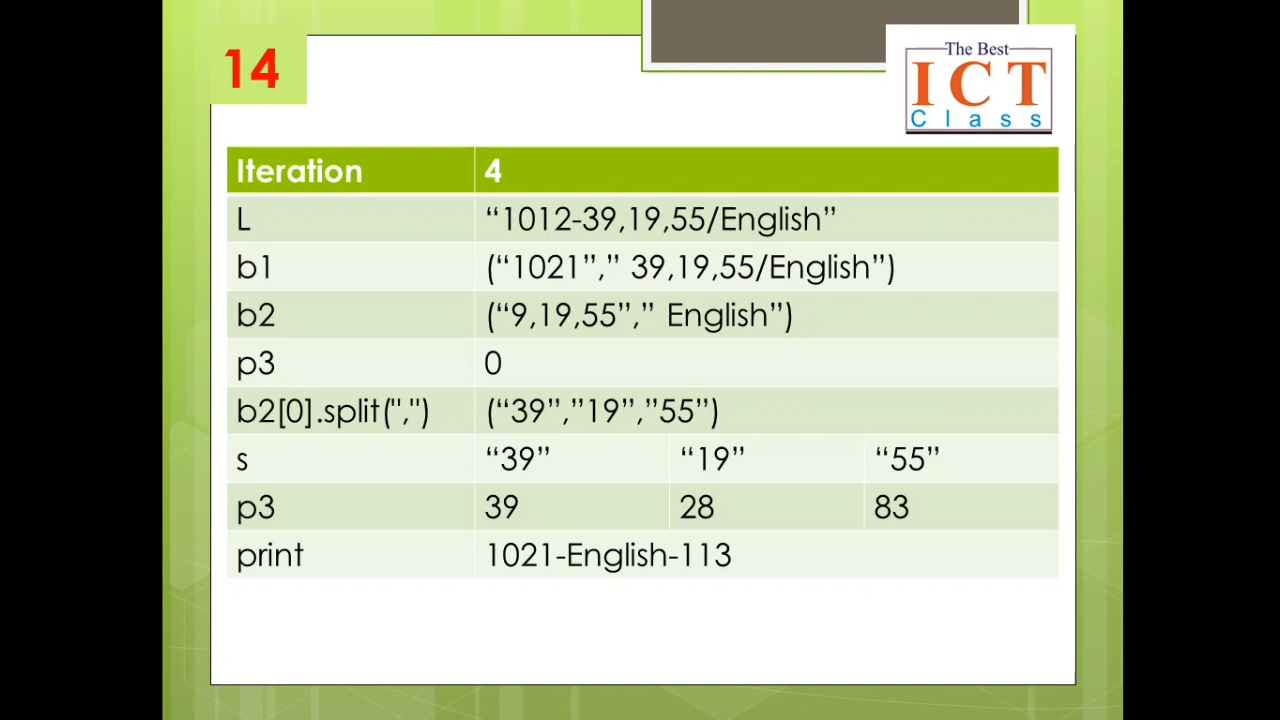 14
The Best
ICT
Class
Iteration 4
L “1012-39,19,55/English”
b1 (“1021”,” 39,19,55/English”)
b2 (“9,19,55”,” English”)
p3 0
b2[0].split(",") (“39”,”19”,”55”)
s “39” “19” “55”
p3 39 28 83
print 1021-English-113